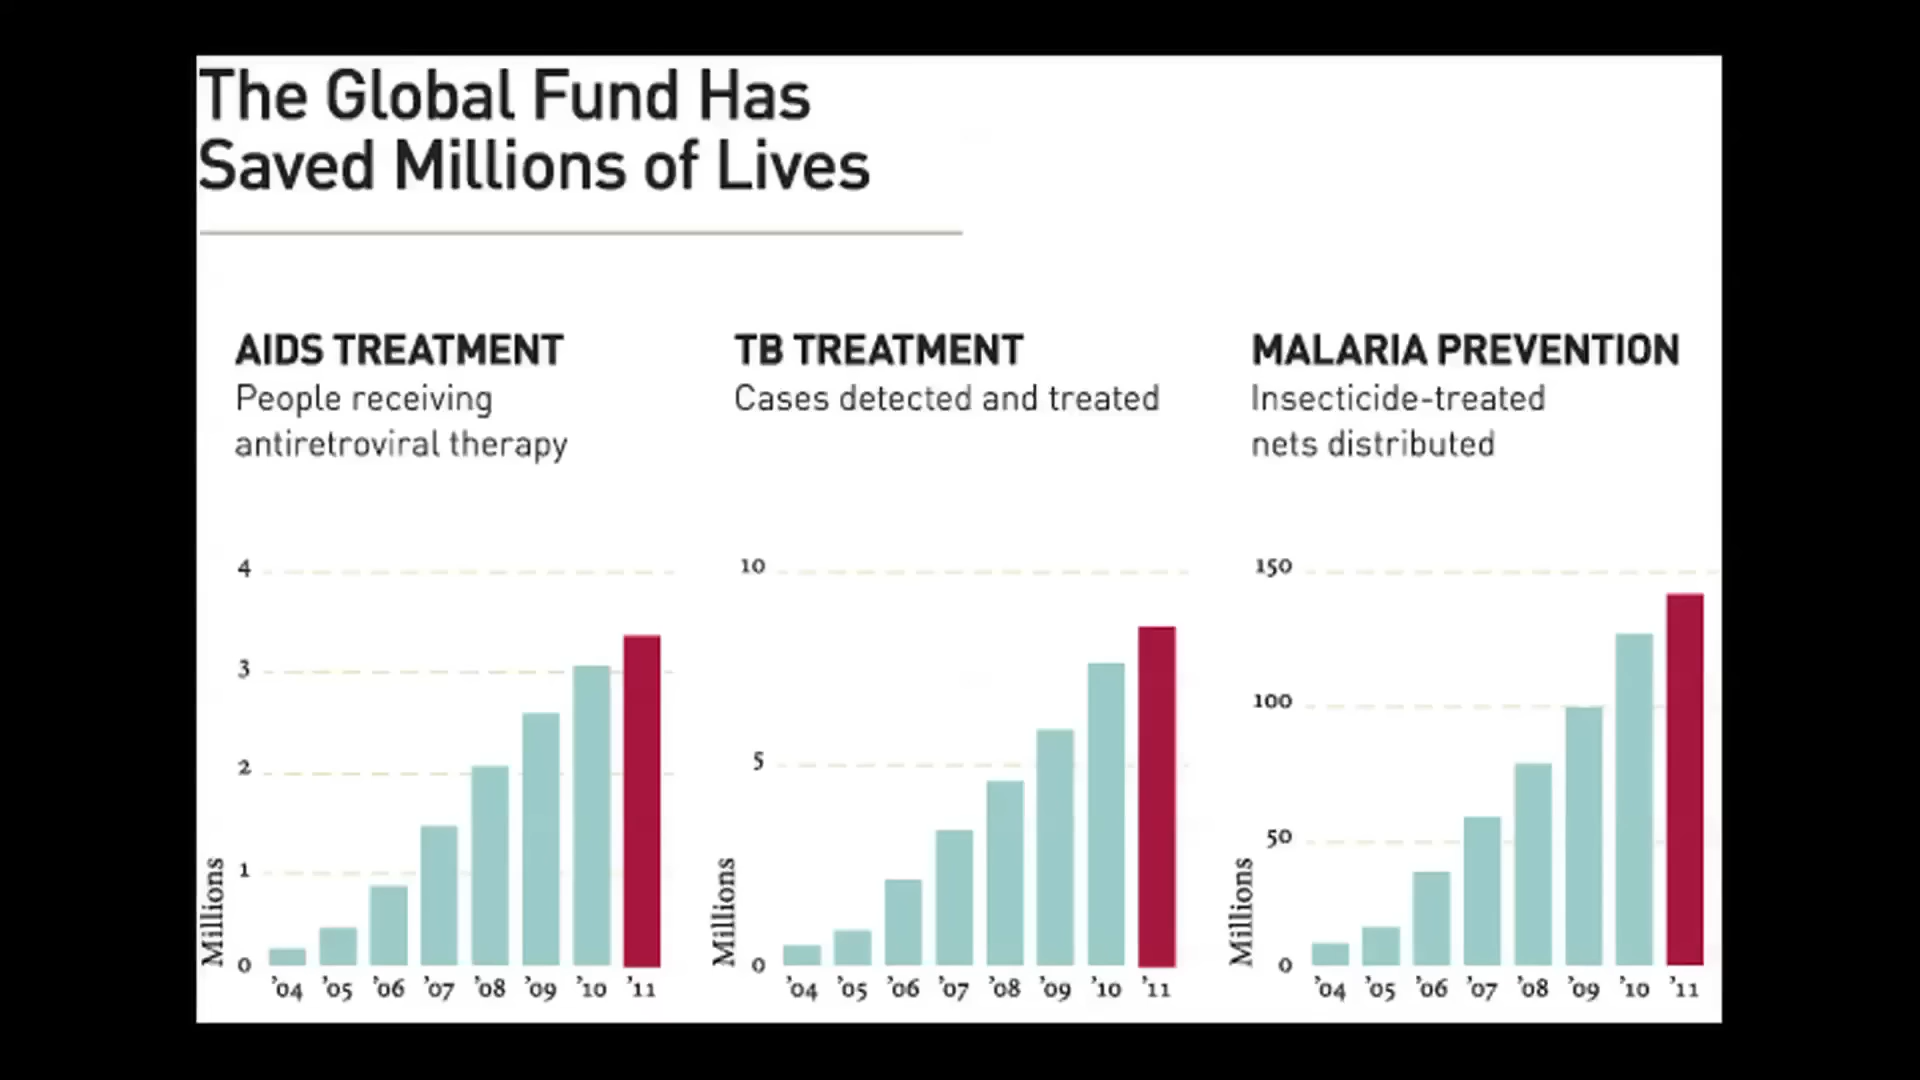 The Global Fund Has
Saved Millions of Lives
AIDS TREATMENT
People receiving
antiretroviral therapy
4
3
2
1
0
Millions
’04 ’05 ’06 ’07 ’08 ’09 ’10 ’11
TB TREATMENT
Cases detected and treated
10
5
0
Millions
’04 ’05 ’06 ’07 ’08 ’09 ’10 ’11
MALARIA PREVENTION
Insecticide-treated
nets distributed
150
100
50
0
Millions
’04 ’05 ’06 ’07 ’08 ’09 ’10 ’11